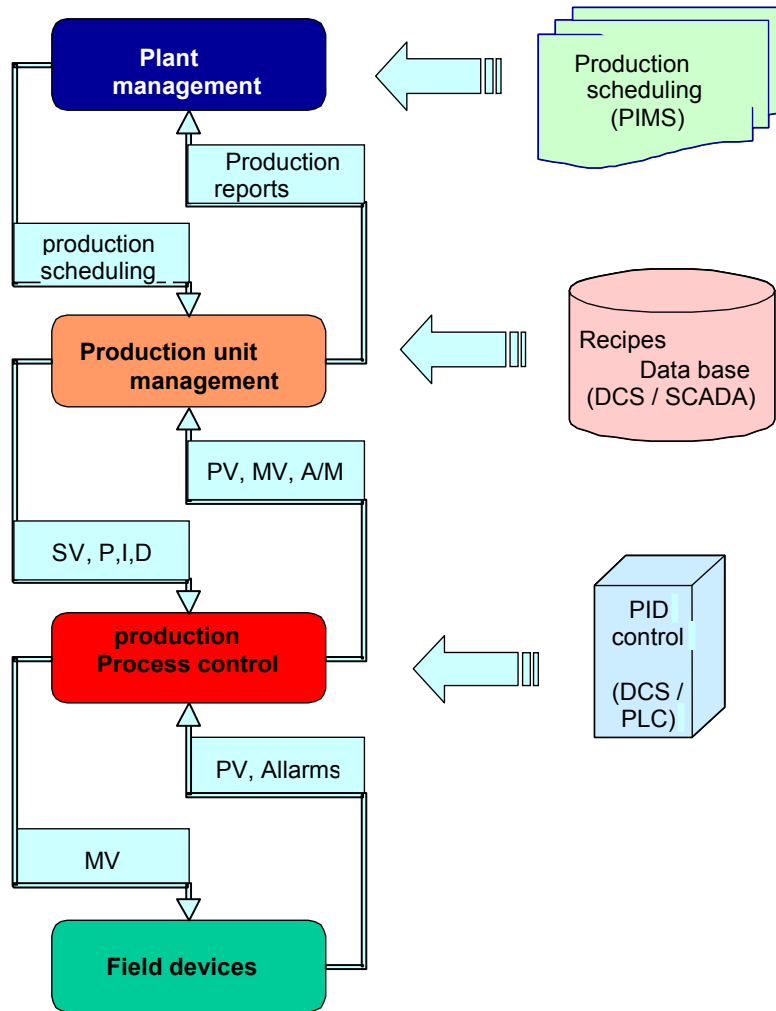 Plant
management
Production
scheduling
(PIMS)
Production
reports
production
scheduling
Production unit
management
Recipes
Data base
(DCS / SCADA)
PV, MV, A/M
SV, P,I,D
production
Process control
PID
control
(DCS /
PLC)
PV, Allarms
MV
Field devices